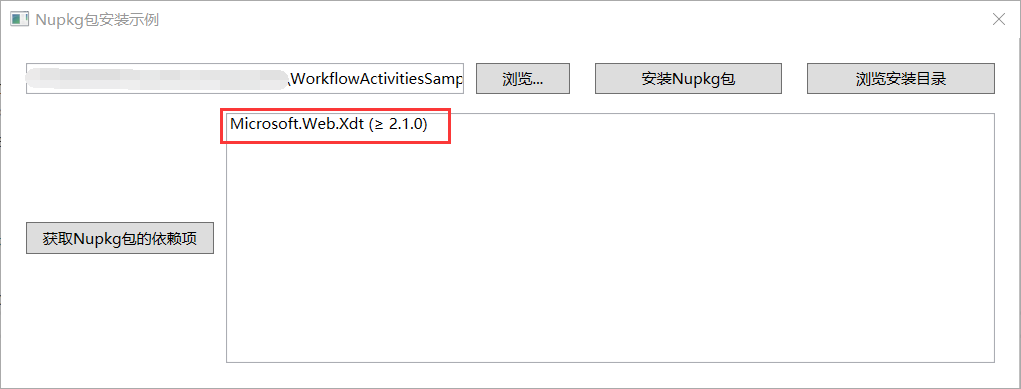 Nupkg包安装示例
\WorkflowActivitiesSamp
浏览...
安装Nupkg包
浏览安装目录
Microsoft.Web.Xdt (≥ 2.1.0)
获取Nupkg包的依赖项